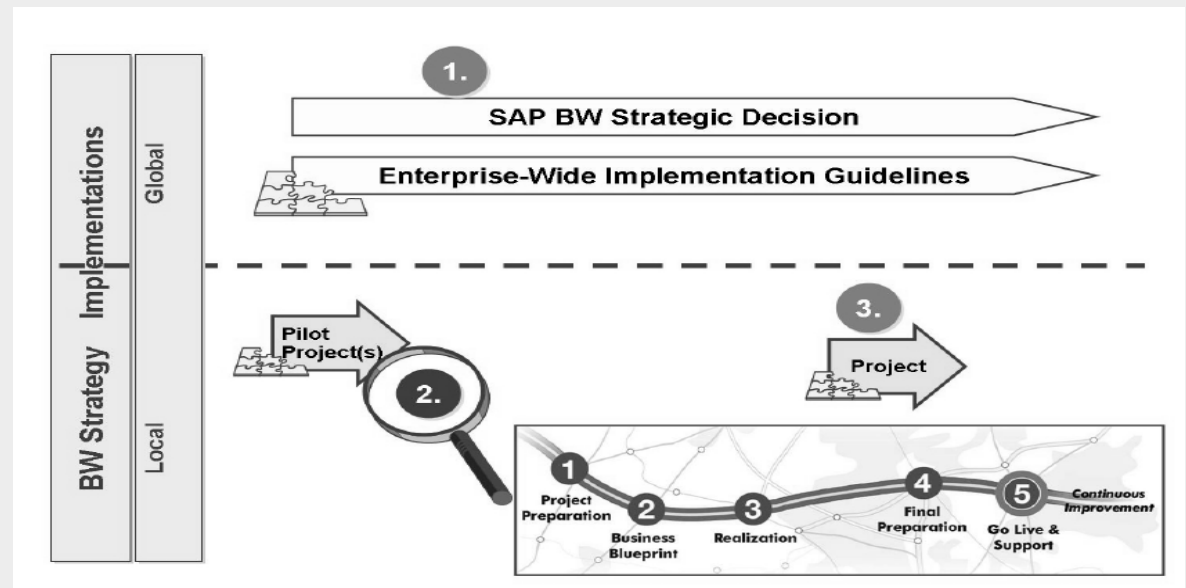 BW Strategy Implementations
Global
Local
1.
SAP BW Strategic Decision
Enterprise-Wide Implementation Guidelines
Pilot
Project(s)
2.
3.
Project
1
Project
Preparation
2
Business
Blueprint
3
Realization
4
Final
Preparation
5
Go Live &
Support
Continuous
Improvement